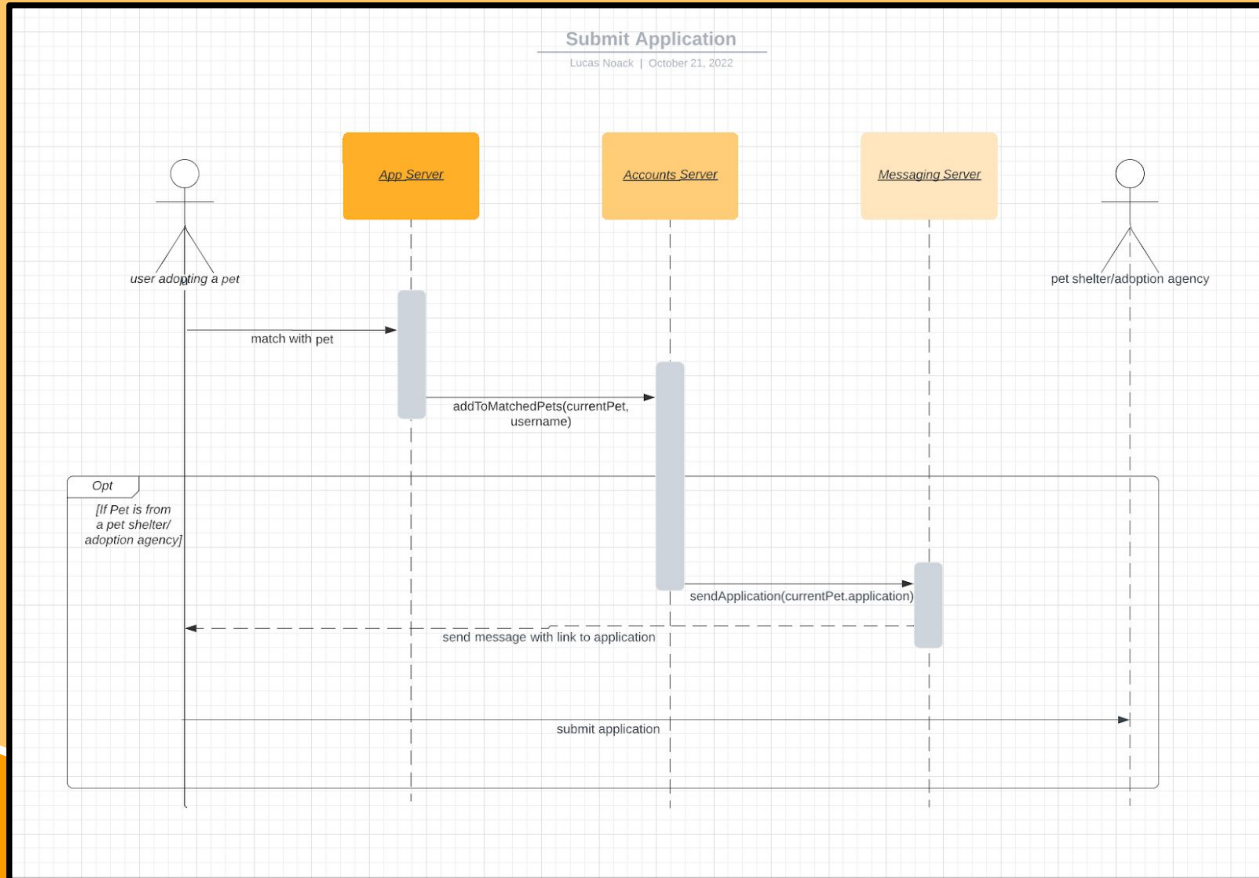 Submit Application
Lucas Noack | October 21, 2022
App Server
Accounts Server
Messaging Server
user adopting a pet
pet shelter/adoption agency
match with pet
addToMatchedPets(currentPet,
username)
Opt
[If Pet is from
a pet shelter/
adoption agency]
sendApplication(currentPet.application)
send message with link to application
submit application